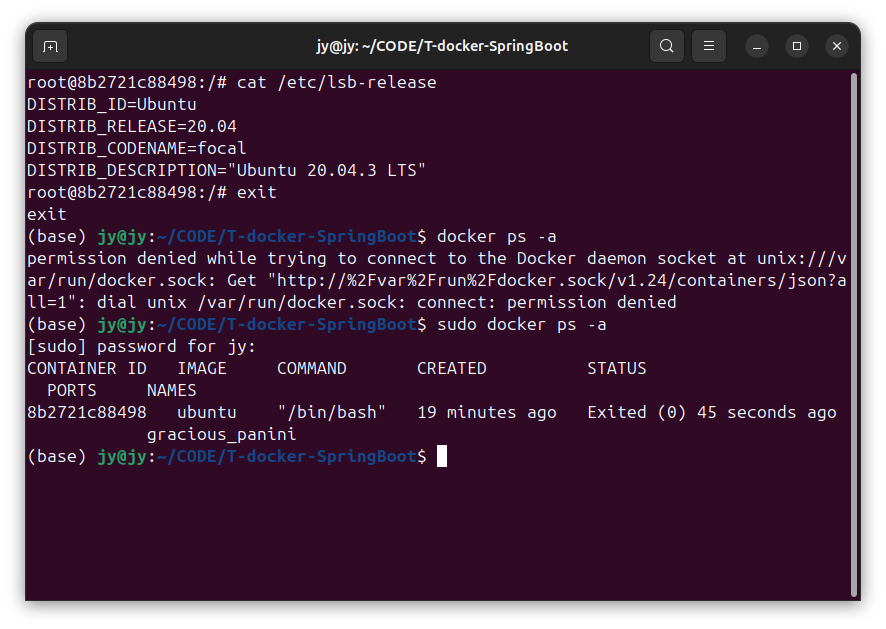 jy@jy: ~/CODE/T-docker-SpringBoot
root@8b2721c88498:/# cat /etc/lsb-release
DISTRIB_ID=Ubuntu
DISTRIB_RELEASE=20.04
DISTRIB_CODENAME=focal
DISTRIB_DESCRIPTION="Ubuntu 20.04.3 LTS"
root@8b2721c88498:/# exit
exit
(base) jy@jy:~/CODE/T-docker-SpringBoot$ docker ps -a
permission denied while trying to connect to the Docker daemon socket at unix:///v
ar/run/docker.sock: Get "http://%2Fvar%2Frun%2Fdocker.sock/v1.24/containers/json?a
ll=1": dial unix /var/run/docker.sock: connect: permission denied
(base) jy@jy:~/CODE/T-docker-SpringBoot$ sudo docker ps -a
[sudo] password for jy:
CONTAINER ID   IMAGE     COMMAND       CREATED          STATUS
  PORTS     NAMES
8b2721c88498   ubuntu    "/bin/bash"   19 minutes ago   Exited (0) 45 seconds ago
            gracious_panini
(base) jy@jy:~/CODE/T-docker-SpringBoot$